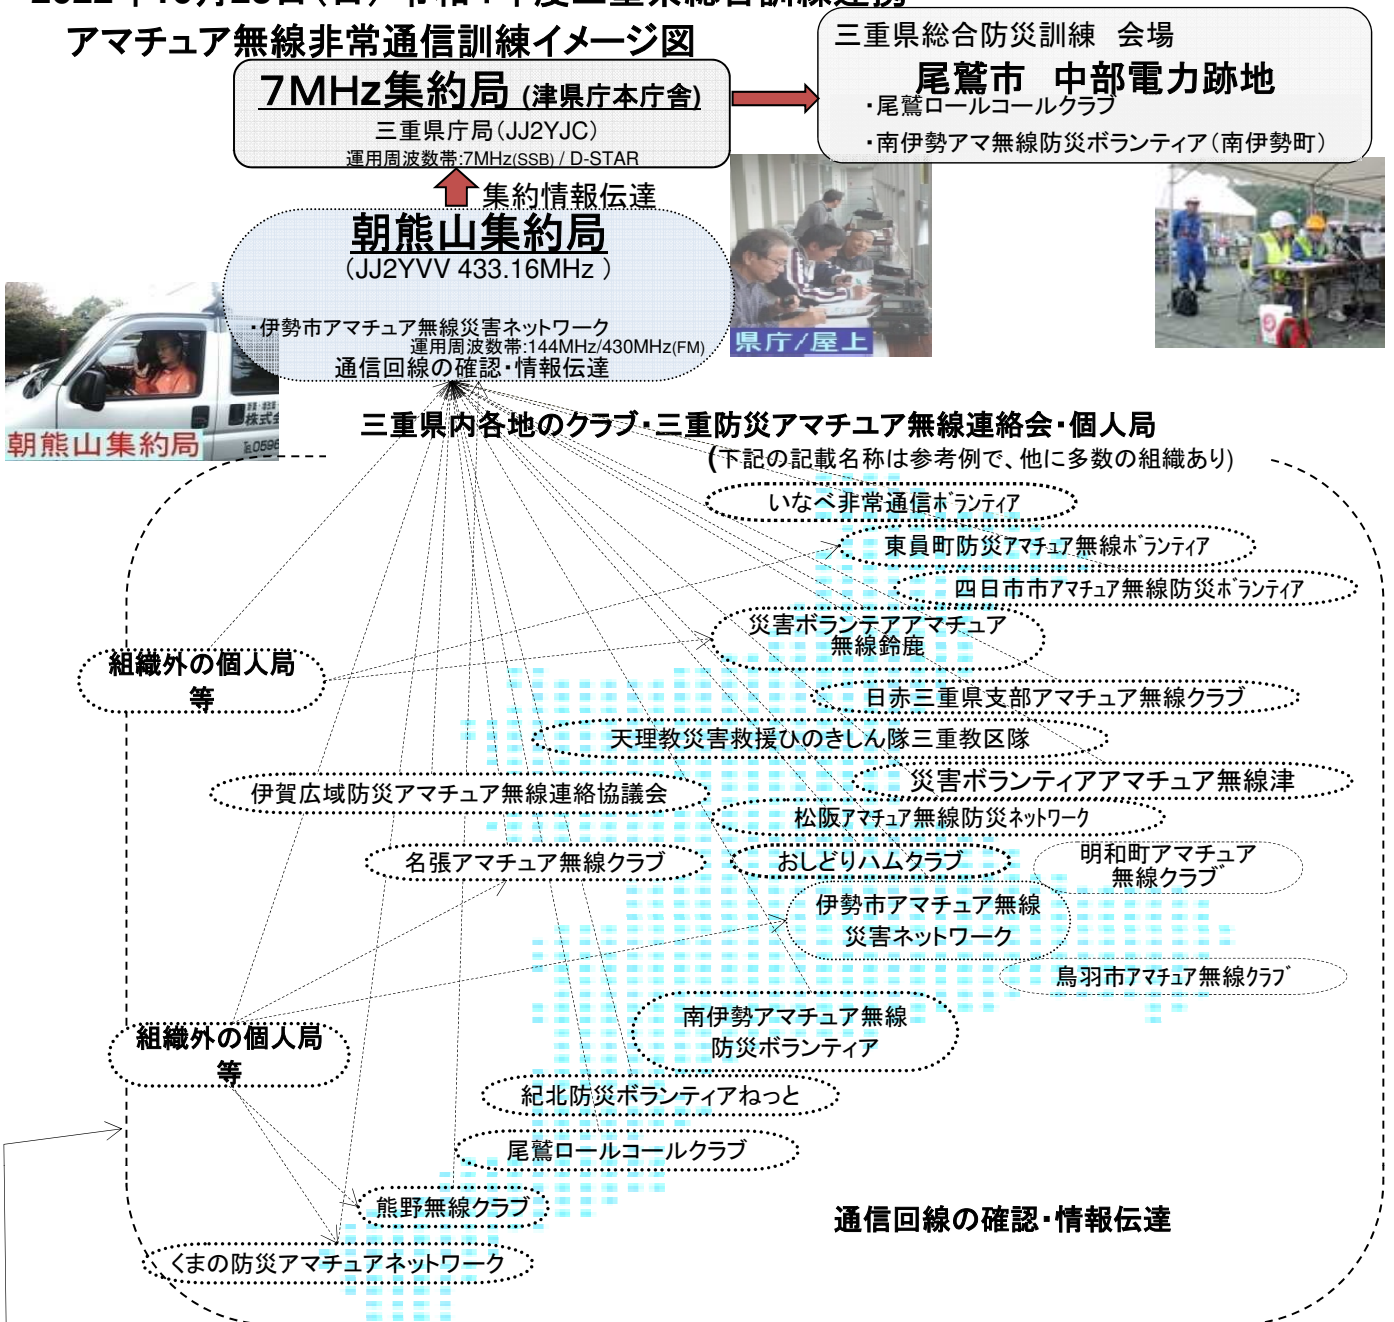 アマチュア無線非常通信訓練イメージ図
三重県総合防災訓練 会場
尾鷲市 中部電力跡地
・尾鷲ロールコールクラブ
・南伊勢アマ無線防災ボランティア(南伊勢町)
7MHz集約局 (津県庁本庁舎)
三重県庁局(JJ2YJC)
運用周波数帯:7MHz(SSB) / D-STAR
集約情報伝達
朝熊山集約局
(JJ2YVV 433.16MHz )
・伊勢市アマチュア無線災害ネットワーク
運用周波数帯:144MHz/430MHz(FM)
通信回線の確認・情報伝達
県庁/屋上
朝熊山集約局
三重県内各地のクラブ・三重防災アマチユア無線連絡会・個人局
(下記の記載名称は参考例で、他に多数の組織あり)
いなべ非常通信ボランティア
東員町防災アマチュア無線ボランティア
四日市市アマチュア無線防災ボランティア
災害ボランテアアマチュア
無線鈴鹿
組織外の個人局
等
日赤三重県支部アマチュア無線クラブ
天理教災害救援ひのきしん隊三重教区隊
災害ボランティアアマチュア無線津
伊賀広域防災アマチュア無線連絡協議会
松阪アマチュア無線防災ネットワーク
名張アマチュア無線クラブ
おしどりハムクラブ
明和町アマチュア
無線クラブ
伊勢市アマチュア無線
災害ネットワーク
鳥羽市アマチュア無線クラブ
南伊勢アマチュア無線
防災ボランティア
組織外の個人局
等
紀北防災ボランティアねっと
尾鷲ロールコールクラブ
熊野無線クラブ
通信回線の確認・情報伝達
くまの防災アマチュアネットワーク